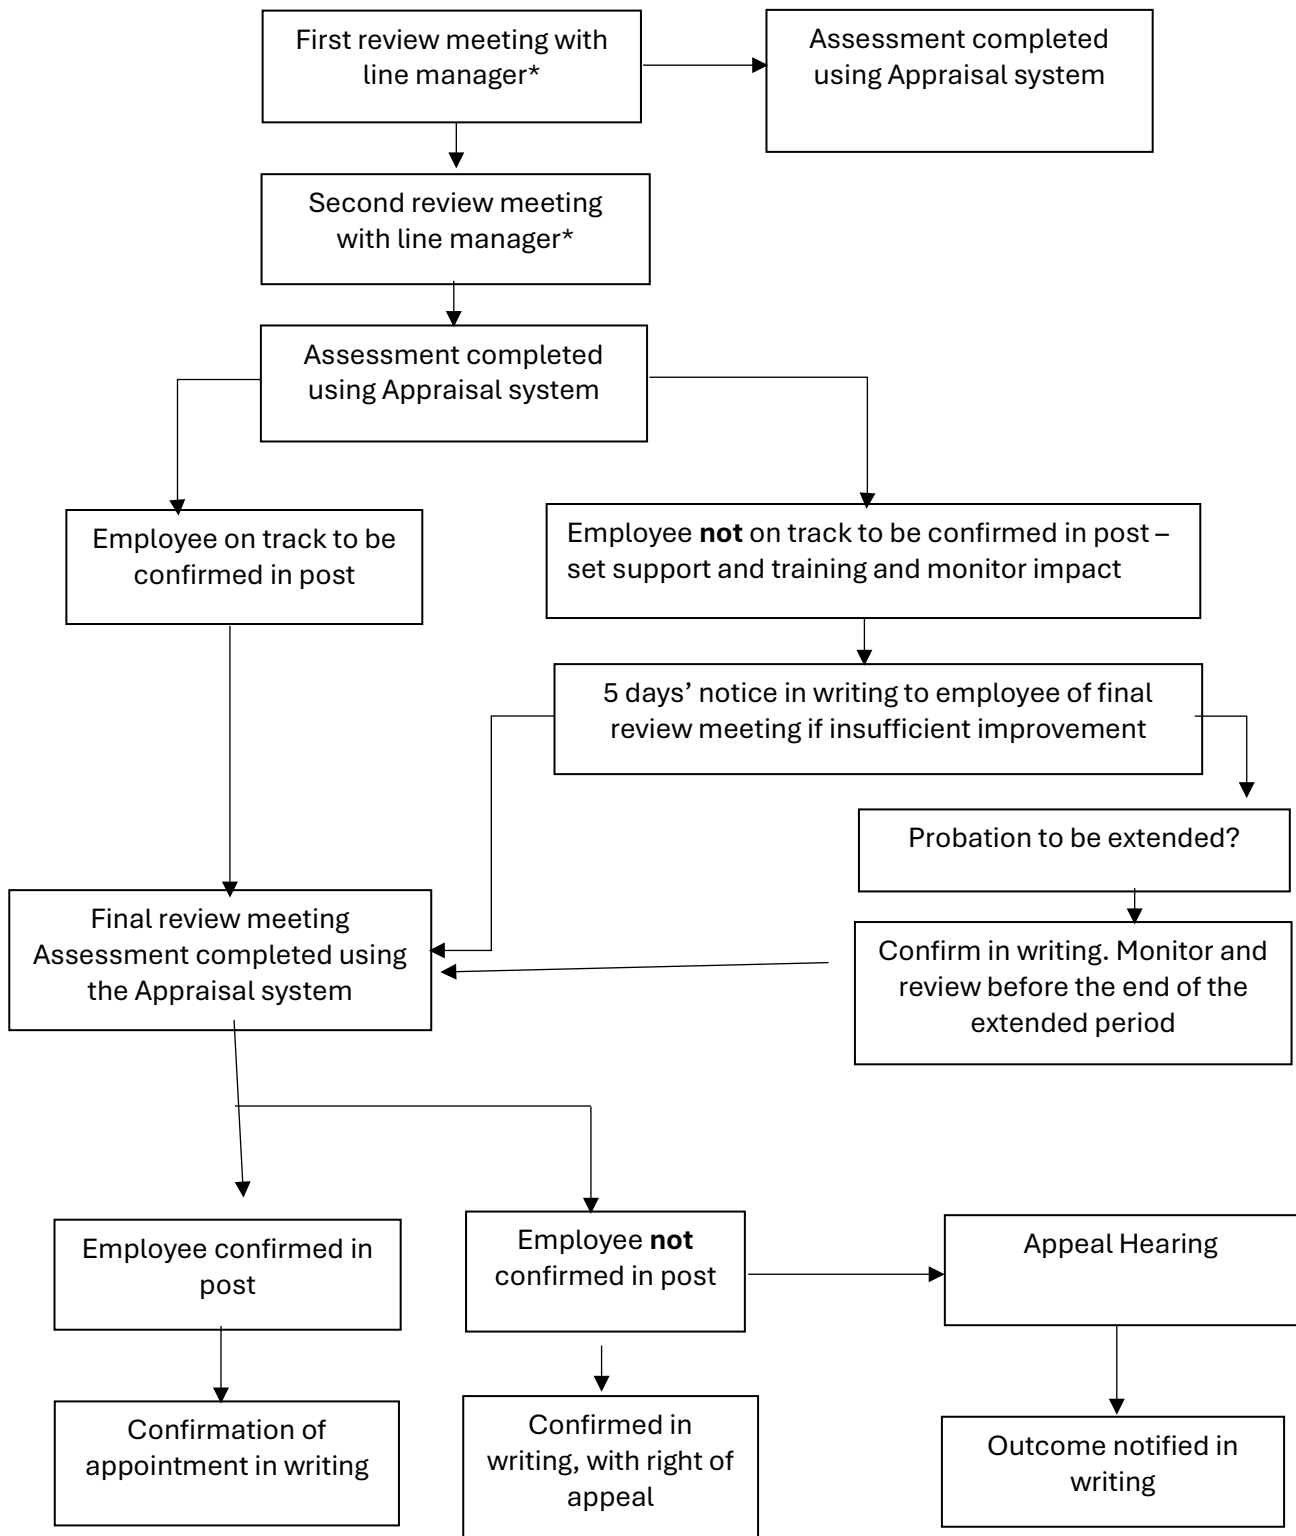 First review meeting with
line manager*
Assessment completed
using Appraisal system
Second review meeting
with line manager*
Assessment completed
using Appraisal system
Employee on track to be
confirmed in post
Employee not on track to be confirmed in post –
set support and training and monitor impact
5 days’ notice in writing to employee of final
review meeting if insufficient improvement
Probation to be extended?
Final review meeting
Assessment completed using
the Appraisal system
Confirm in writing. Monitor and
review before the end of the
extended period
Employee confirmed in
post
Employee not
confirmed in post
Appeal Hearing
Confirmation of
appointment in writing
Confirmed in
writing, with right of
appeal
Outcome notified in
writing